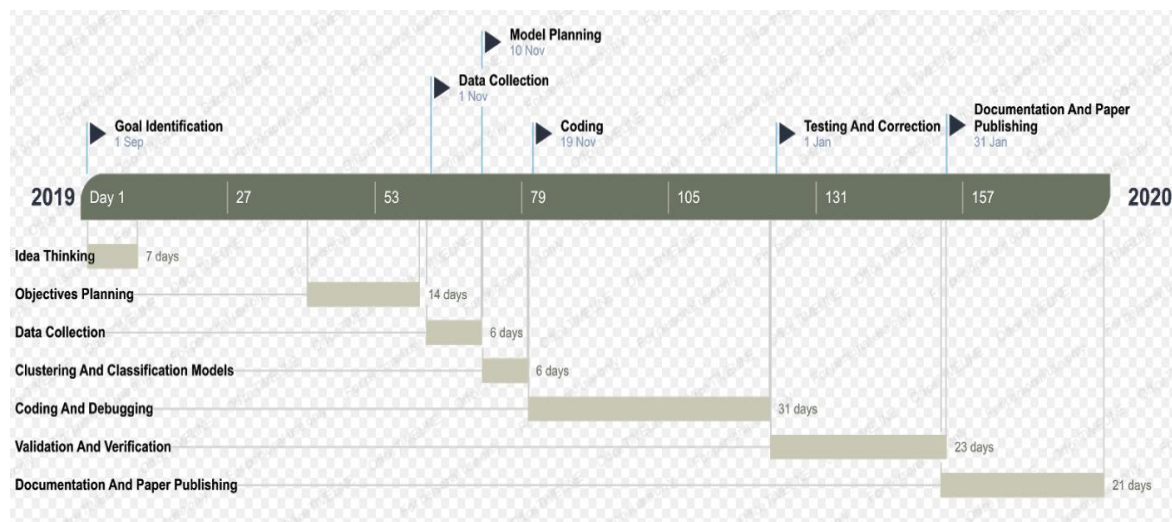 Model Planning
10 Nov
Data Collection
1 Nov
Goal Identification
1 Sep
Coding
19 Nov
Testing And Correction
1 Jan
Documentation And Paper
Publishing
31 Jan
2019 Day 1 27 53 79 105 131 157 2020
Idea Thinking 7 days
Objectives Planning 14 days
Data Collection 6 days
Clustering And Classification Models 6 days
Coding And Debugging 31 days
Validation And Verification 23 days
Documentation And Paper Publishing 21 days